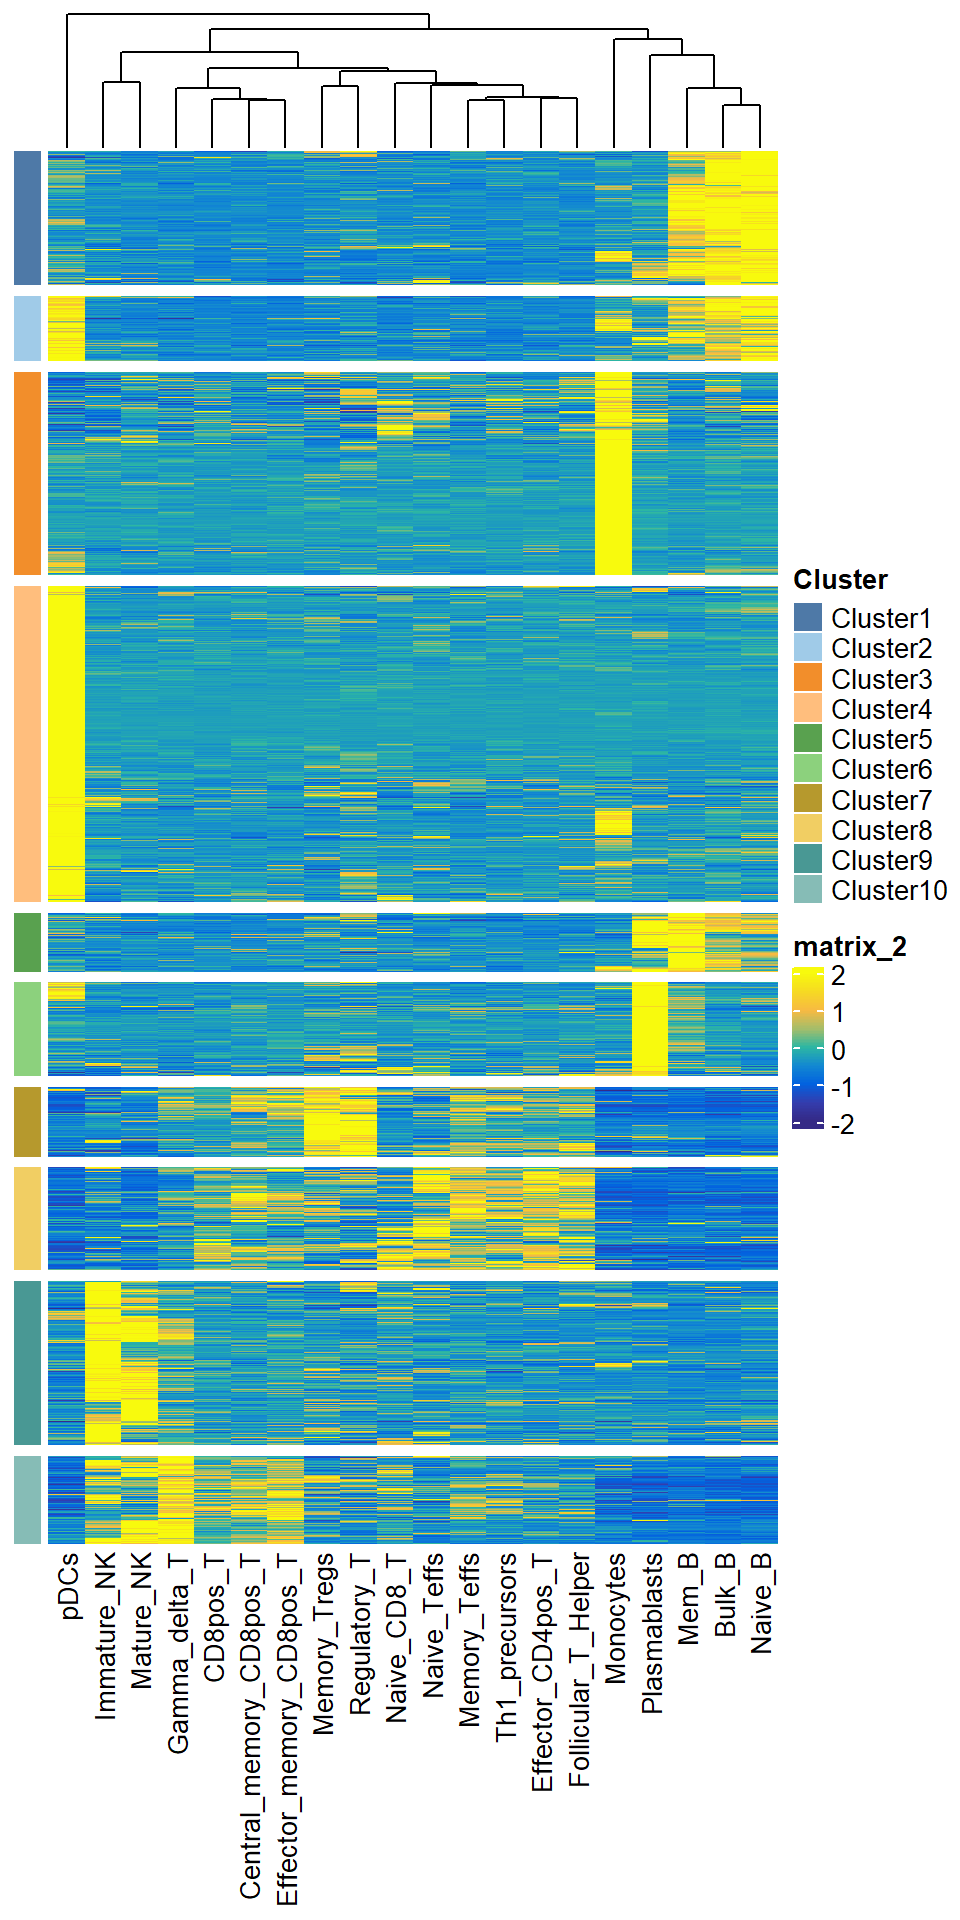 Cluster
Cluster1
Cluster2
Cluster3
Cluster4
Cluster5
Cluster6
Cluster7
Cluster8
Cluster9
Cluster10
matrix_2
2
1
0
-1
-2
pDCs
Immature_NK
Mature_NK
Gamma_delta_T
CD8pos_T
Central_memory_CD8pos_T
Effector_memory_CD8pos_T
Memory_Tregs
Regulatory_T
Naive_CD8_T
Naive_Teffs
Memory_Teffs
Th1_precursors
Effector_CD4pos_T
Follicular_T_Helper
Monocytes
Plasmablasts
Mem_B
Bulk_B
Naive_B